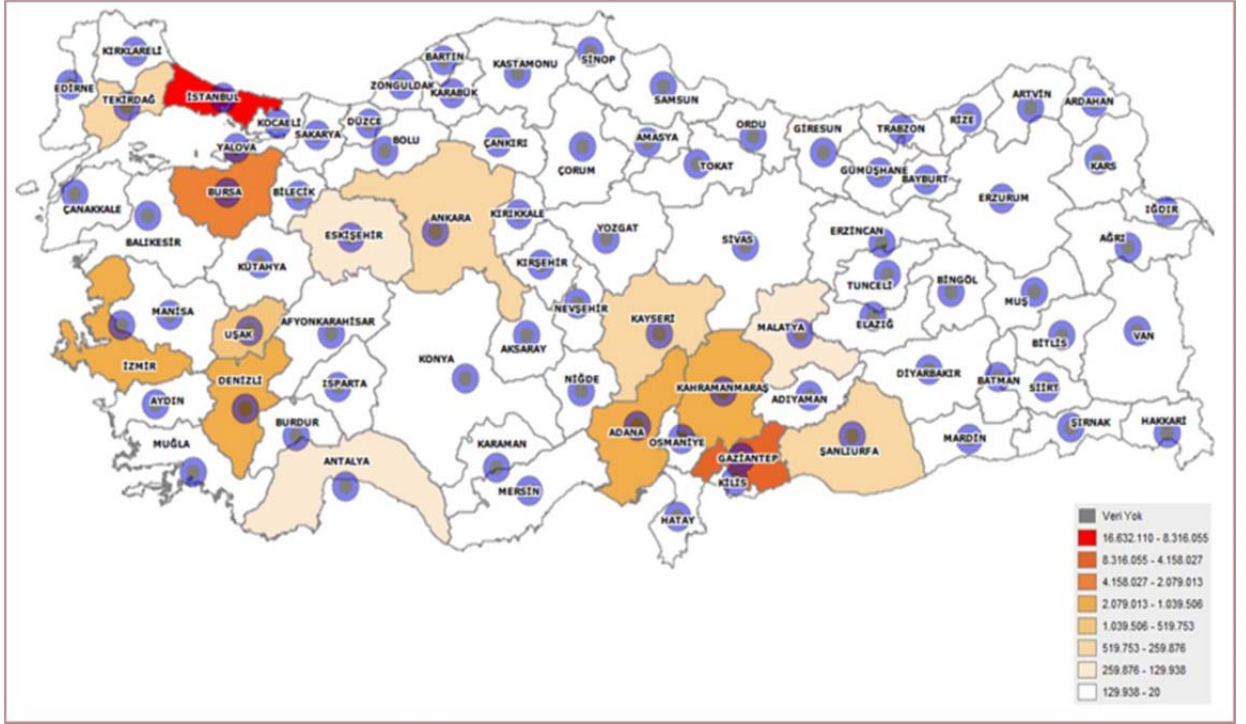 KIRKLARELİ
EDİRNE
TEKİRDAĞ
İSTANBUL
KOCAELİ
YALOVA
SAKARYA
DÜZCE
ZONGULDAK
BARTIN
KARABÜK
KASTAMONU
SİNOP
SAMSUN
BOLU
ÇANKIRI
ÇORUM
AMASYA
TOKAT
ORDU
GİRESUN
TRABZON
RİZE
ARTVİN
ARDAHAN
GÜMÜŞHANE
BAYBURT
KARS
ERZURUM
IĞDIR
AĞRI
ÇANAKKALE
BALIKESİR
BURSA
BİLECİK
ESKİŞEHİR
KÜTAHYA
ANKARA
KIRIKKALE
KIRŞEHİR
YOZGAT
SİVAS
ERZİNCAN
TUNCELİ
BİNGÖL
MUŞ
ELAZIĞ
BİTLİS
VAN
MANİSA
İZMİR
UŞAK
AFYONKARAHİSAR
KONYA
AKSARAY
NEVŞEHİR
KAYSERİ
MALATYA
DİYARBAKIR
BATMAN
SİİRT
ŞIRNAK
HAKKARİ
AYDIN
DENİZLİ
ISPARTA
BURDUR
MUĞLA
ANTALYA
NİĞDE
KARAMAN
MERSİN
ADANA
KAHRAMANMARAŞ
OSMANİYE
ADIYAMAN
GAZİANTEP
KİLİS
HATAY
ŞANLIURFA
MARDİN
Veri Yok
16.632.110 - 8.316.055
8.316.055 - 4.158.027
4.158.027 - 2.079.013
2.079.013 - 1.039.506
1.039.506 - 519.753
519.753 - 259.876
259.876 - 129.938
129.938 - 20